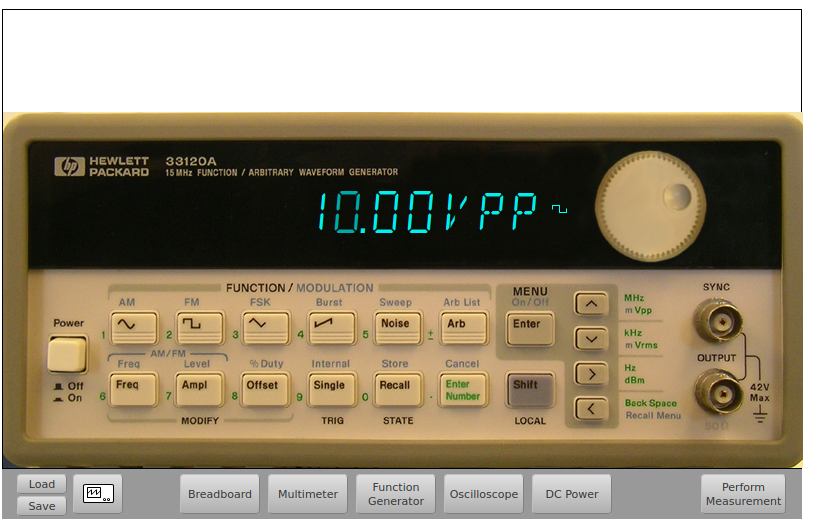 hp HEWLETT PACKARD 33120A
15 MHz FUNCTION / ARBITRARY WAVEFORM GENERATOR
10.00VPP
FUNCTION / MODULATION
AM FM FSK Burst Sweep Arb List
1 2 3 4 5 Noise ± Arb
AM/FM
Freq Level % Duty Internal Store Cancel
6 Freq 7 Ampl 8 Offset 9 Single 0 Recall . Enter Number
MODIFY TRIG STATE
Power
Off
On
MENU
On/Off
Enter
Shift
LOCAL
MHz
m Vpp
kHz
m Vrms
Hz
dBm
Back Space
Recall Menu
SYNC
OUTPUT
42V
Max
50 Ω
Load
Save
Breadboard
Multimeter
Function
Generator
Oscilloscope
DC Power
Perform
Measurement